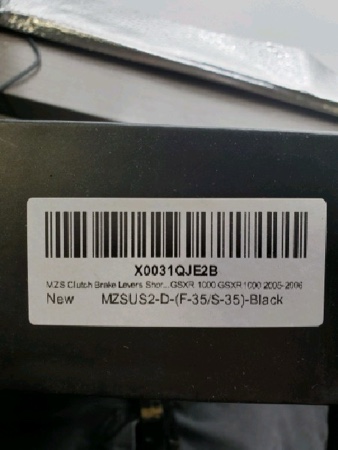 X0031QJE2B
MZS Clutch Brake Levers Shor...GSXR 1000 GSXR1000 2005-2006
New MZSUS2-D-(F-35/S-35)-Black